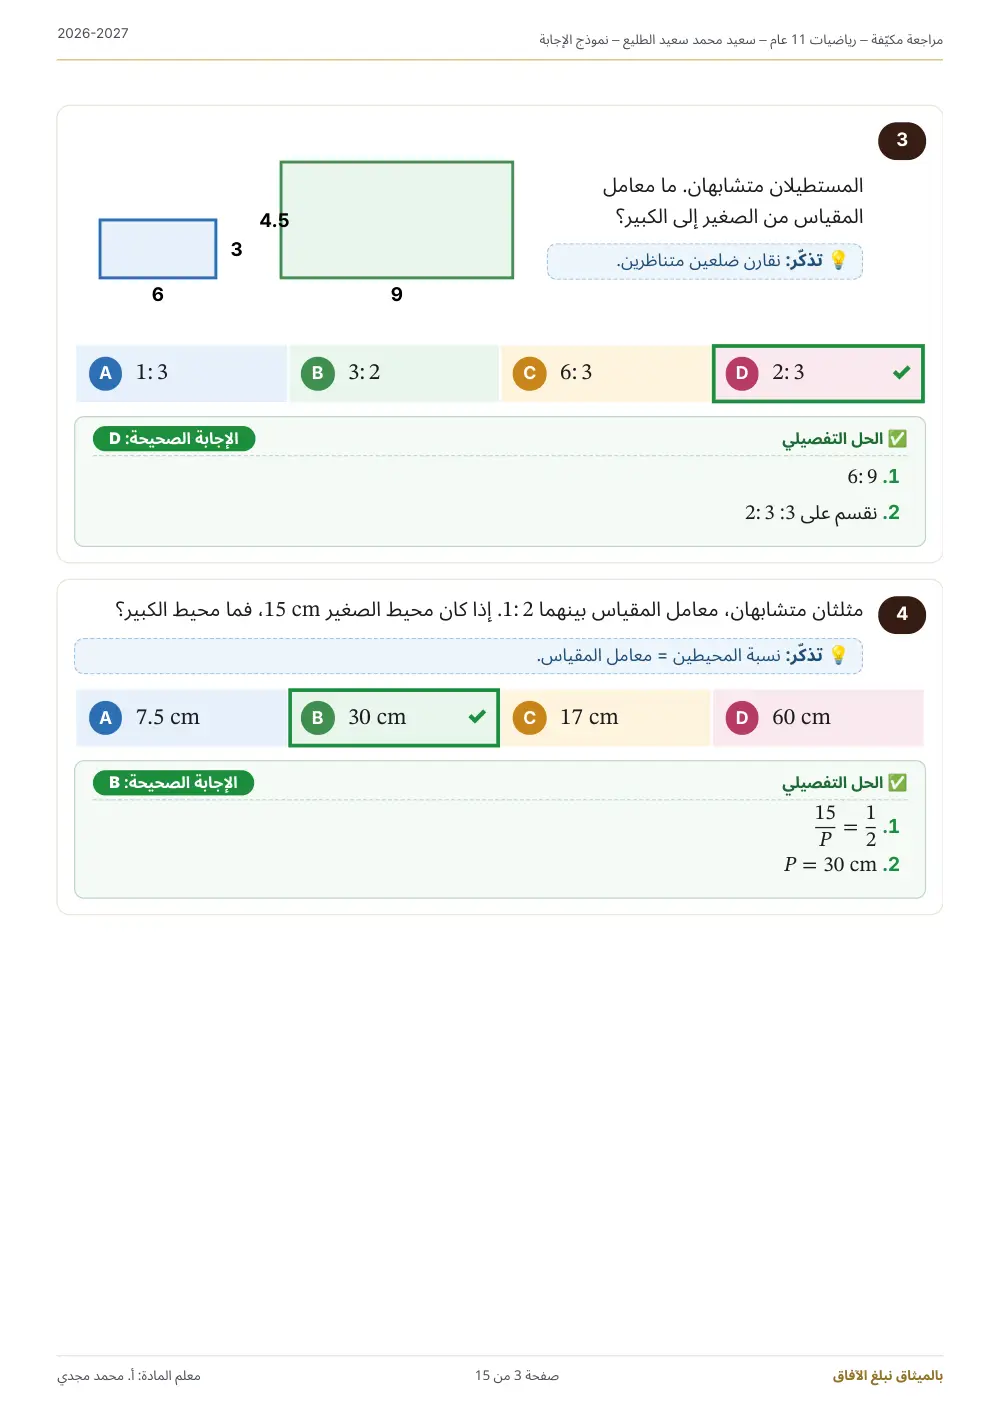 مراجعة مكيّفة – رياضيات 11 عام – سعيد محمد سعيد الطليع – نموذج الإجابة
2026-2027
3
المستطيلان متشابهان. ما معامل
المقياس من الصغير إلى الكبير؟
💡 تذكّر: نقارن ضلعين متناظرين.
4.5
3
6
9
A 1:3
B 3:2
C 6:3
D 2:3 ✔
✅ الحل التفصيلي
الإجابة الصحيحة: D
1. 6:9
2. نقسم على 3: 2:3
4
مثلثان متشابهان، معامل المقياس بينهما 1:2. إذا كان محيط الصغير 15 cm، فما محيط الكبير؟
💡 تذكّر: نسبة المحيطين = معامل المقياس.
A 7.5 cm
B 30 cm ✔
C 17 cm
D 60 cm
✅ الحل التفصيلي
الإجابة الصحيحة: B
1. 15/P = 1/2
2. P = 30 cm
بالميثاق نبلغ الآفاق
صفحة 3 من 15
معلم المادة: أ. محمد مجدي